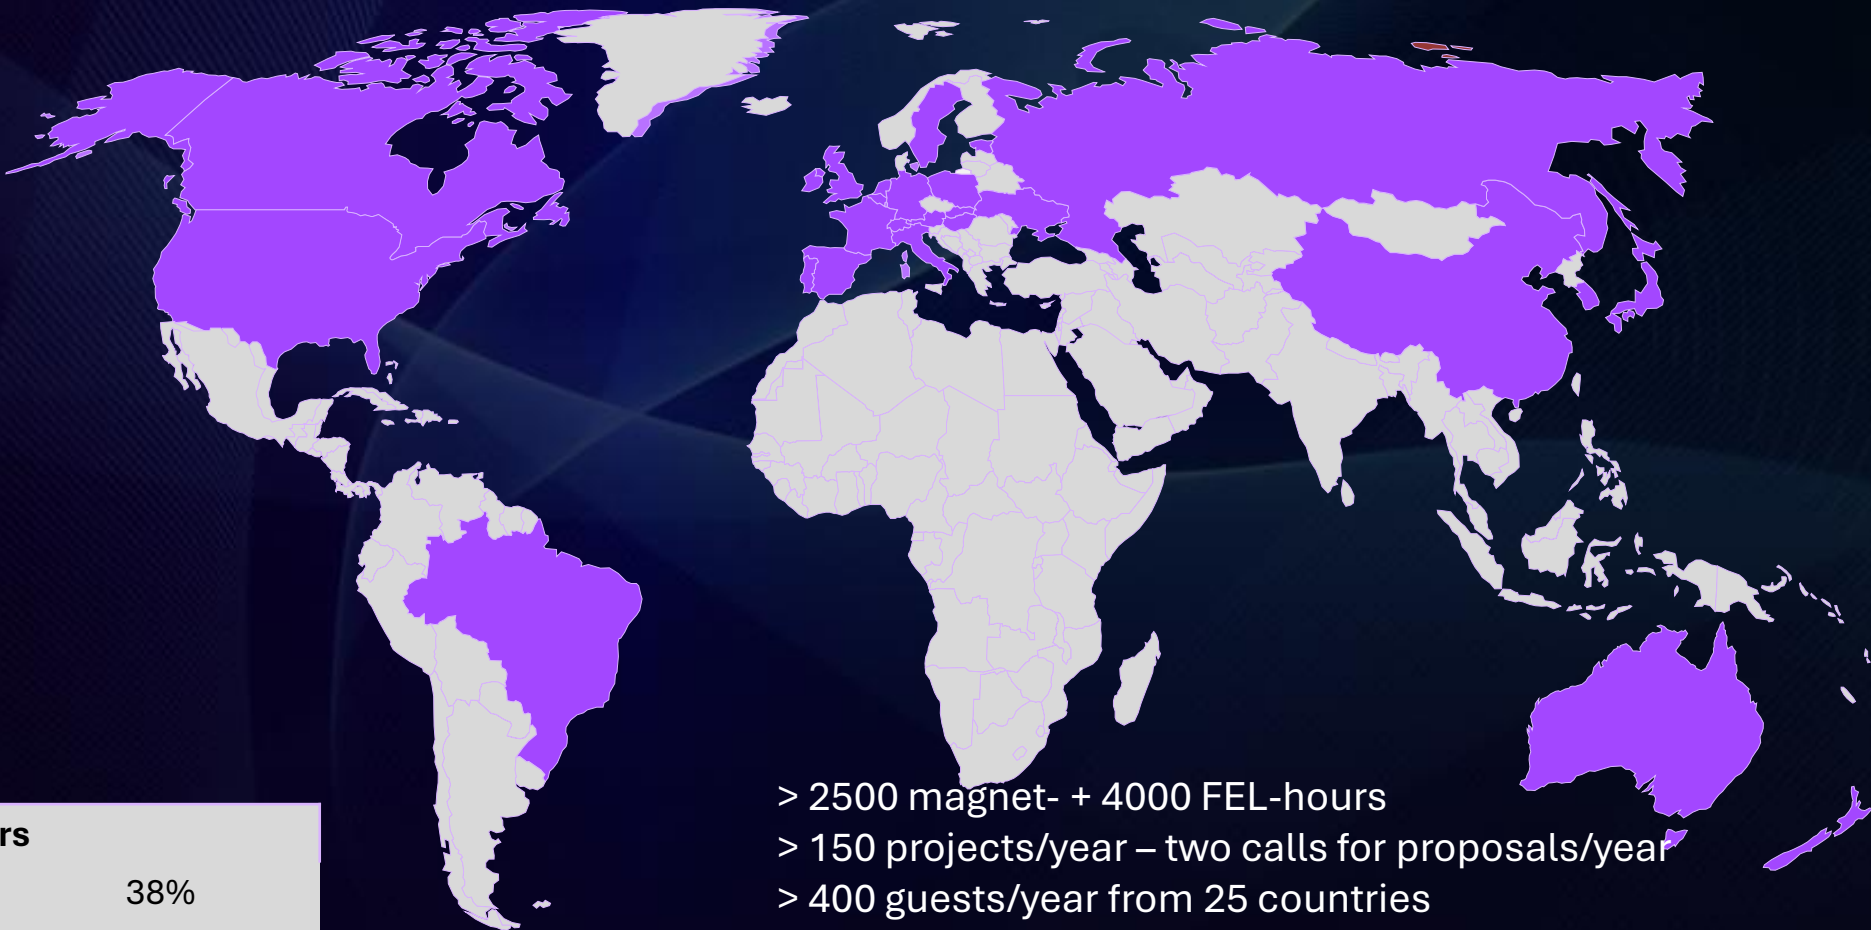 rs
38%
> 2500 magnet- + 4000 FEL-hours
> 150 projects/year – two calls for proposals/year
> 400 guests/year from 25 countries